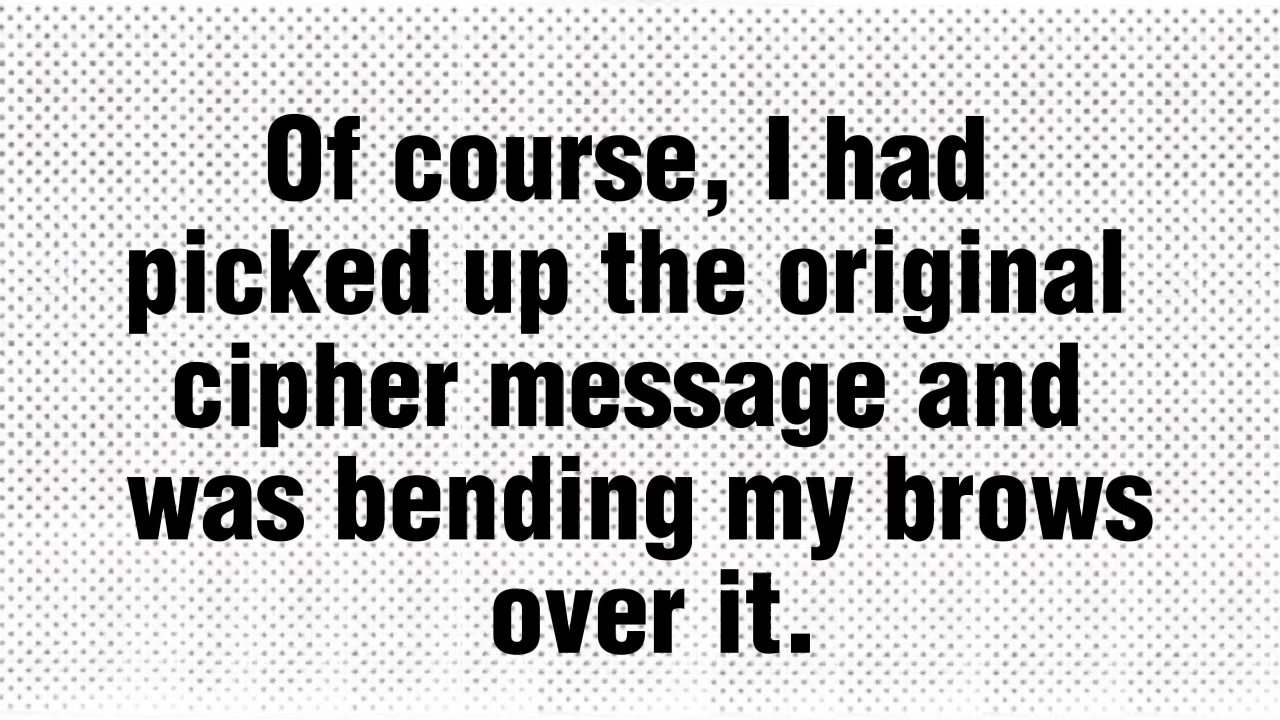 Of course, I had
picked up the original
cipher message and
was bending my brows
over it.